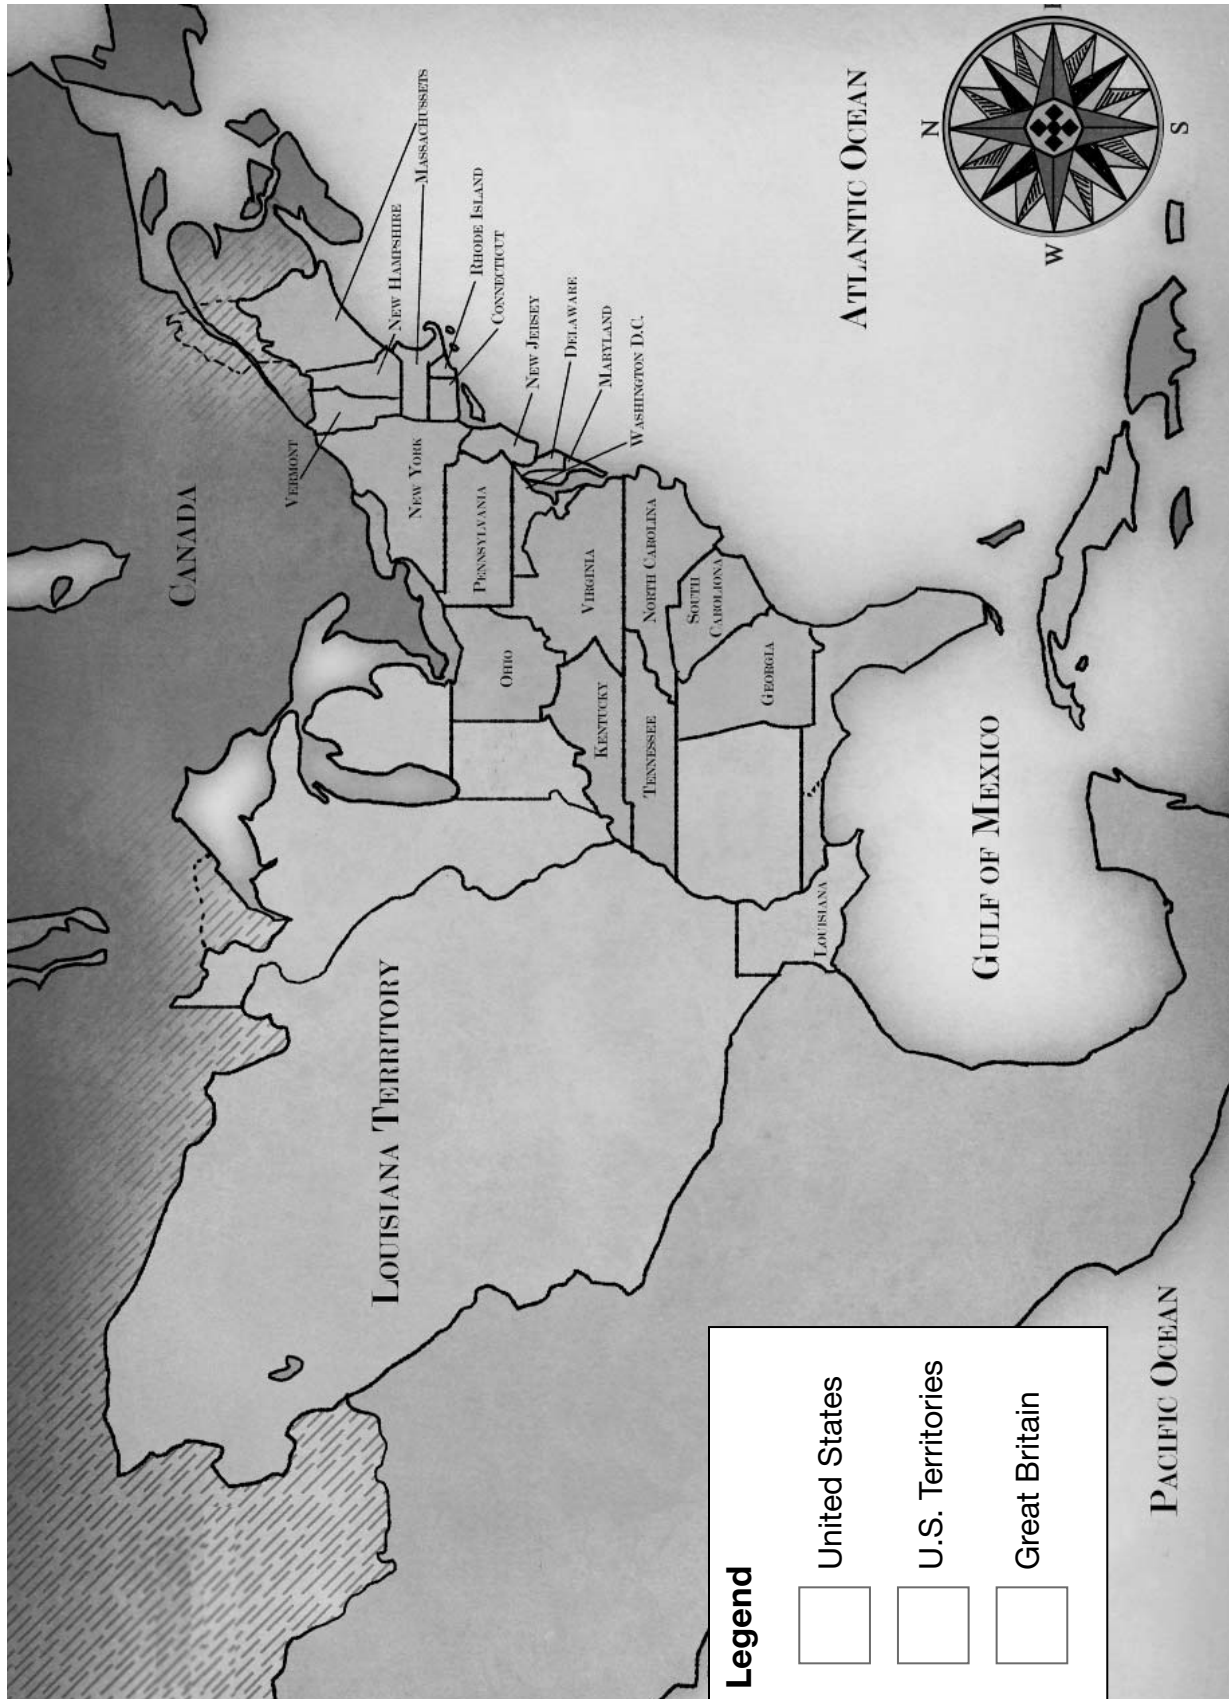 CANADA
VERMONT
MASSACHUSSETS
NEW HAMPSHIRE
RHODE ISLAND
CONNECTICUT
NEW YORK
NEW JERSEY
PENNSYLVANIA
DELAWARE
MARYLAND
WASHINGTON D.C.
OHIO
VIRGINIA
KENTUCKY
NORTH CAROLINA
TENNESSEE
SOUTH
CAROLIONA
GEORGIA
LOUISIANA TERRITORY
LOUISIANA
ATLANTIC OCEAN
GULF OF MEXICO
PACIFIC OCEAN
N
W
S
Legend
United States
U.S. Territories
Great Britain